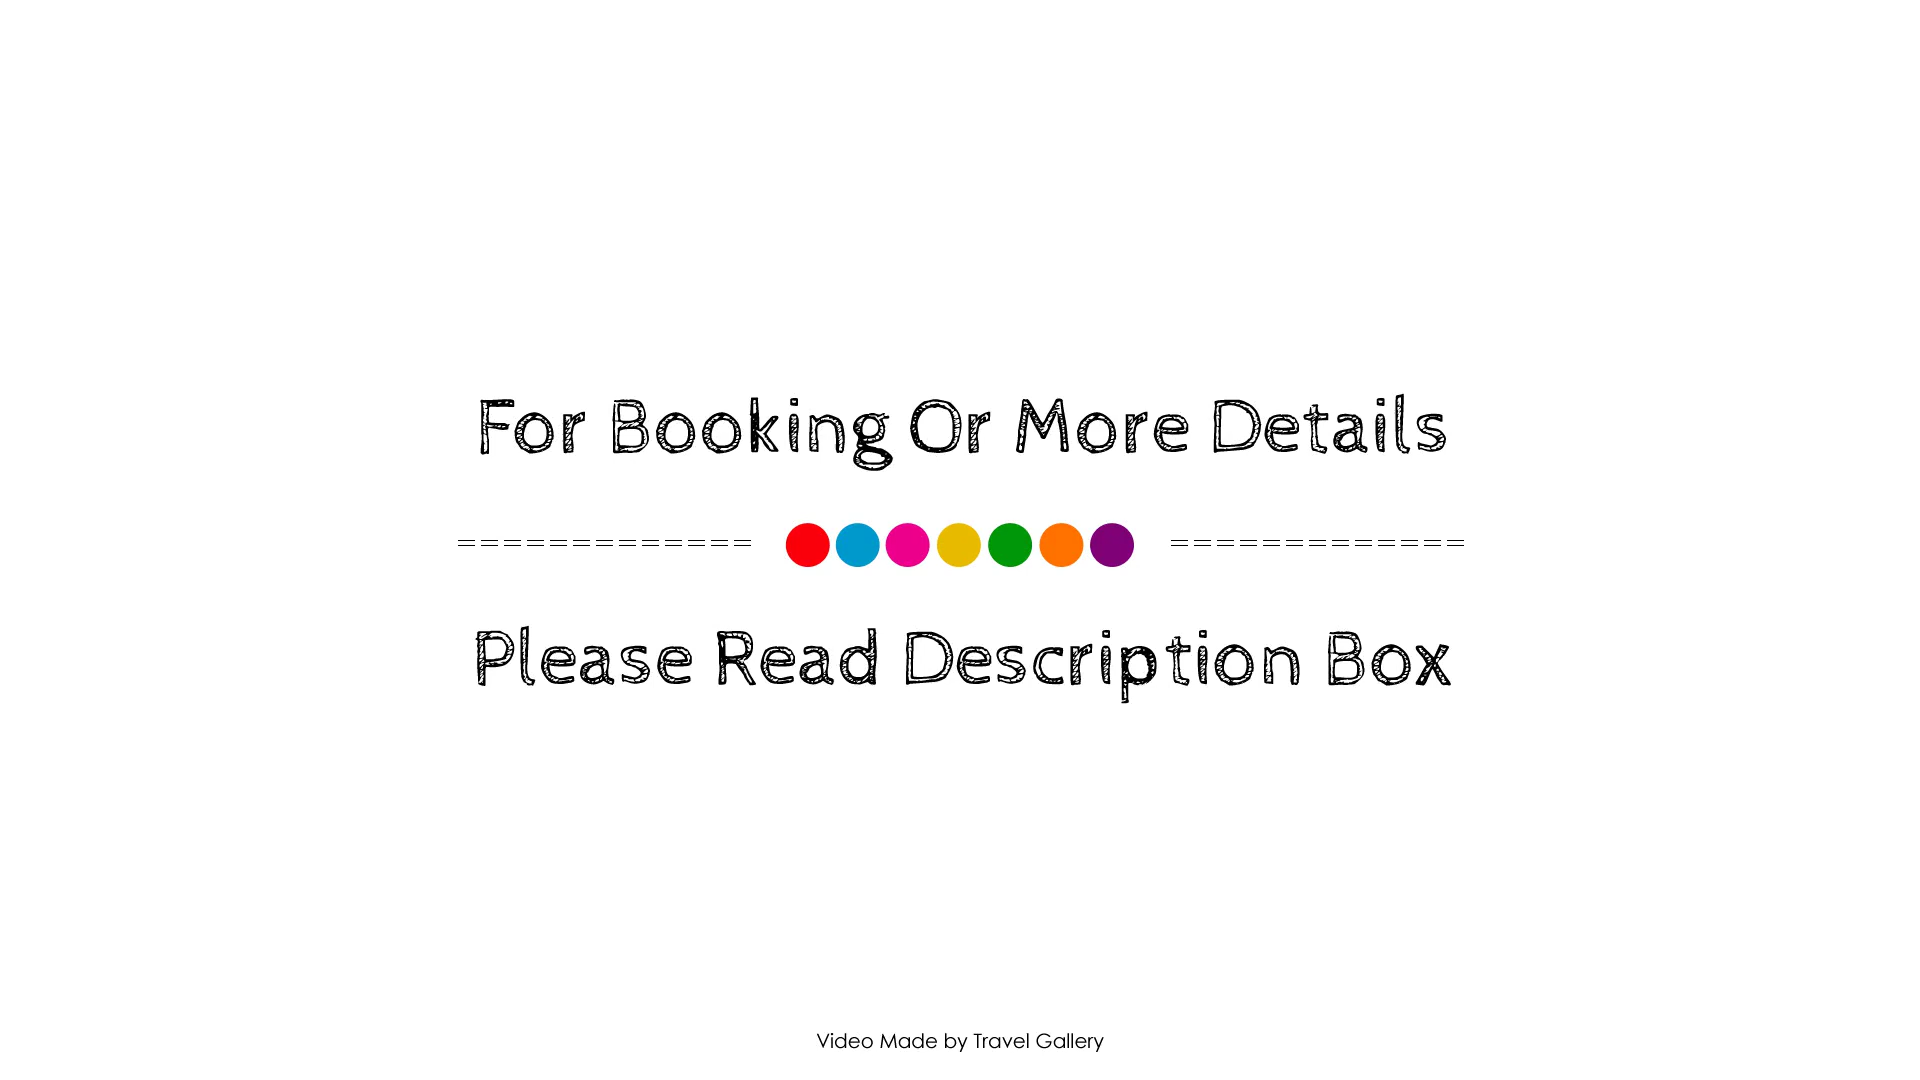 For Booking Or More Details
============= =============
Please Read Description Box
Video Made by Travel Gallery